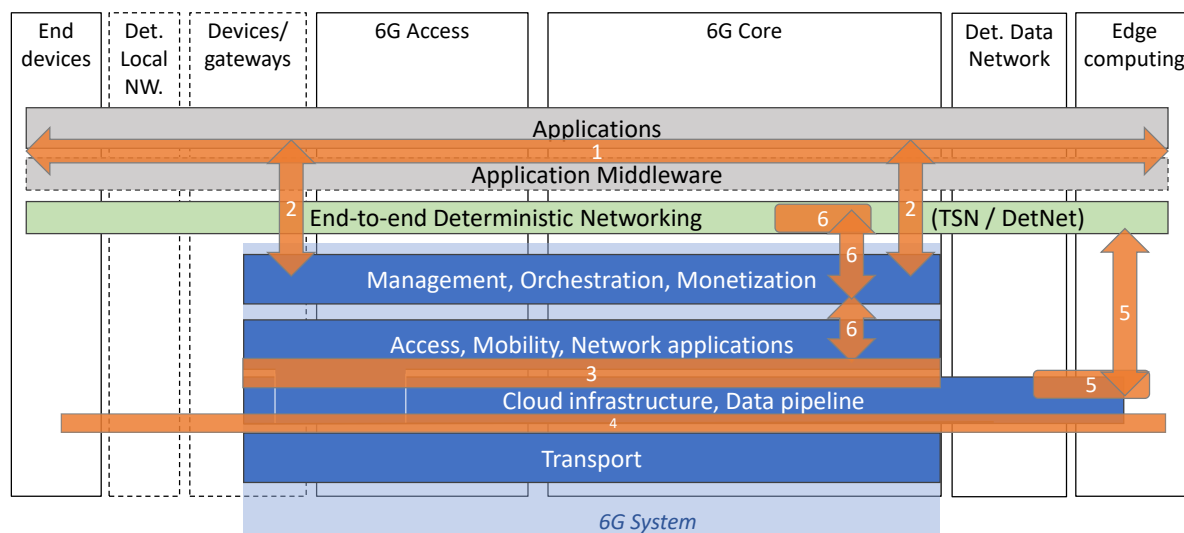 End
devices
Det.
Local
NW.
Devices/
gateways
6G Access
6G Core
Det. Data
Network
Edge
computing
Applications
1
Application Middleware
2
2
End-to-end Deterministic Networking
6
(TSN / DetNet)
6
Management, Orchestration, Monetization
6
5
Access, Mobility, Network applications
3
5
Cloud infrastructure, Data pipeline
4
Transport
6G System